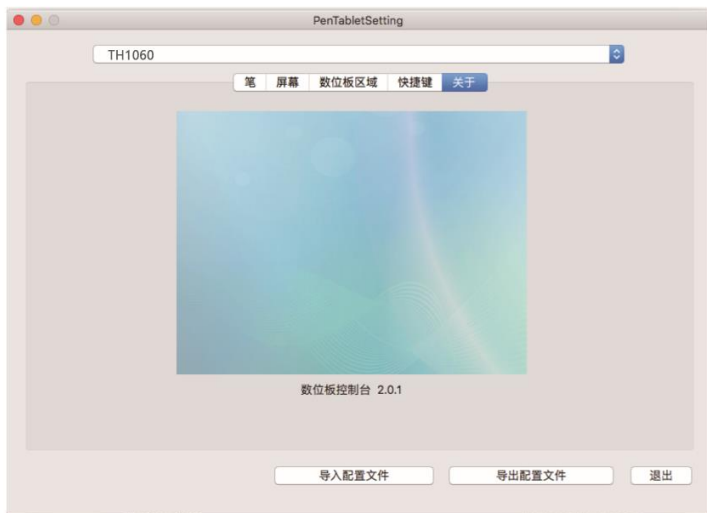 PenTabletSetting
TH1060
笔 屏幕 数位板区域 快捷键 关于
数位板控制台 2.0.1
导入配置文件 导出配置文件 退出